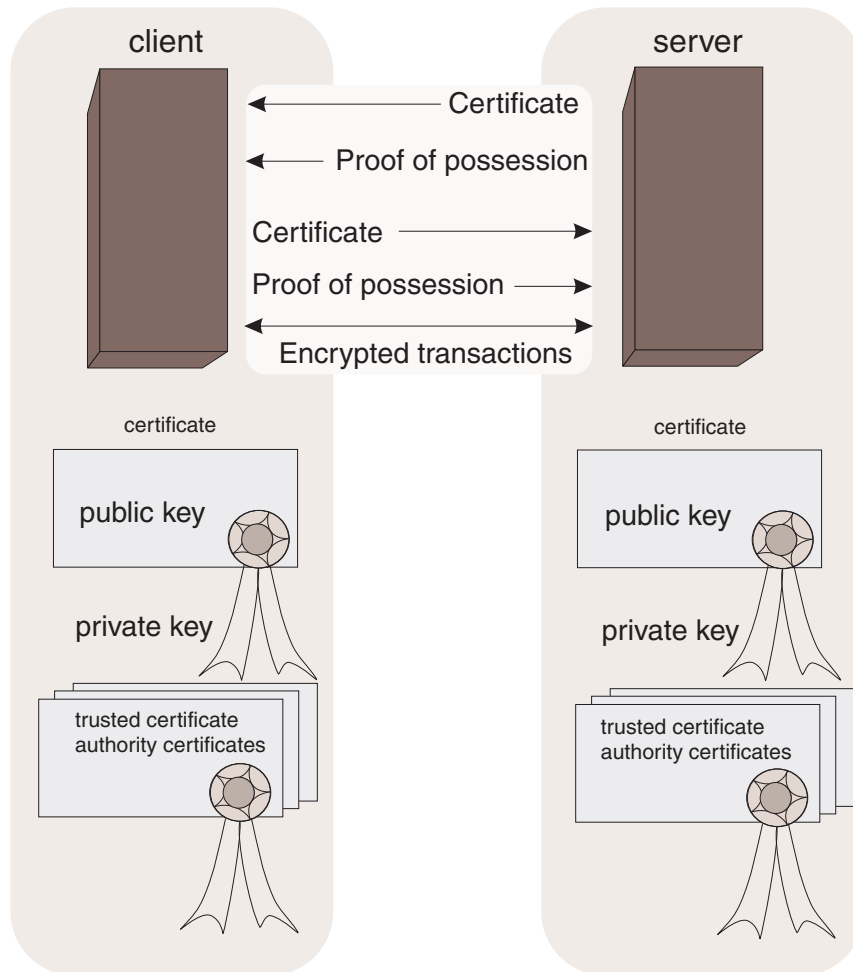 client
server
Certificate
Proof of possession
Certificate
Proof of possession
Encrypted transactions
certificate
public key
private key
trusted certificate
authority certificates
certificate
public key
private key
trusted certificate
authority certificates